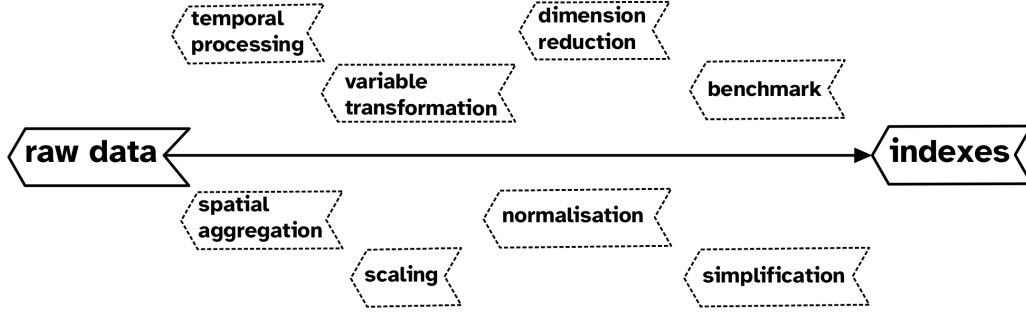 temporal
processing
dimension
reduction
variable
transformation
benchmark
raw data
indexes
spatial
aggregation
normalisation
scaling
simplification